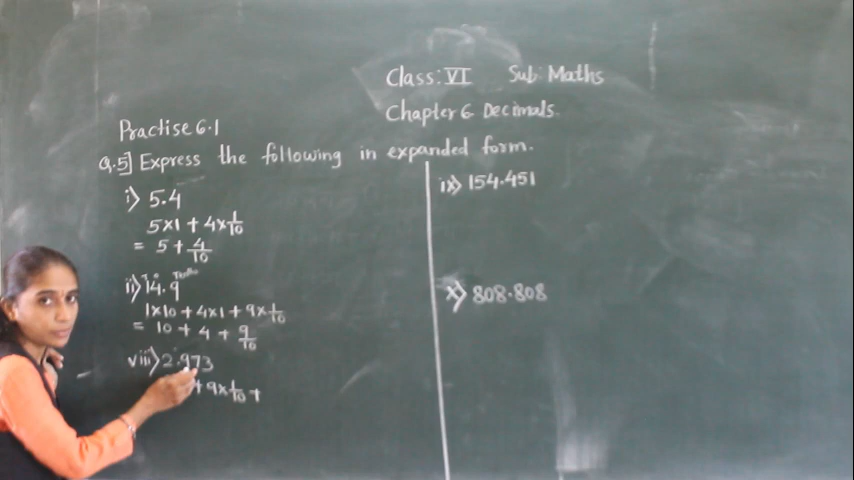 Class: VI Sub: Maths
Chapter 6 Decimals.
Practise 6.1
Q.5] Express the following in expanded form.
i) 5.4
5×1 + 4×1/10
= 5 + 4/10
ii) 14.9
1×10 + 4×1 + 9×1/10
= 10 + 4 + 9/10
viii) 2.973
+ 9×1/10 +
ix) 154.451
x) 808.808